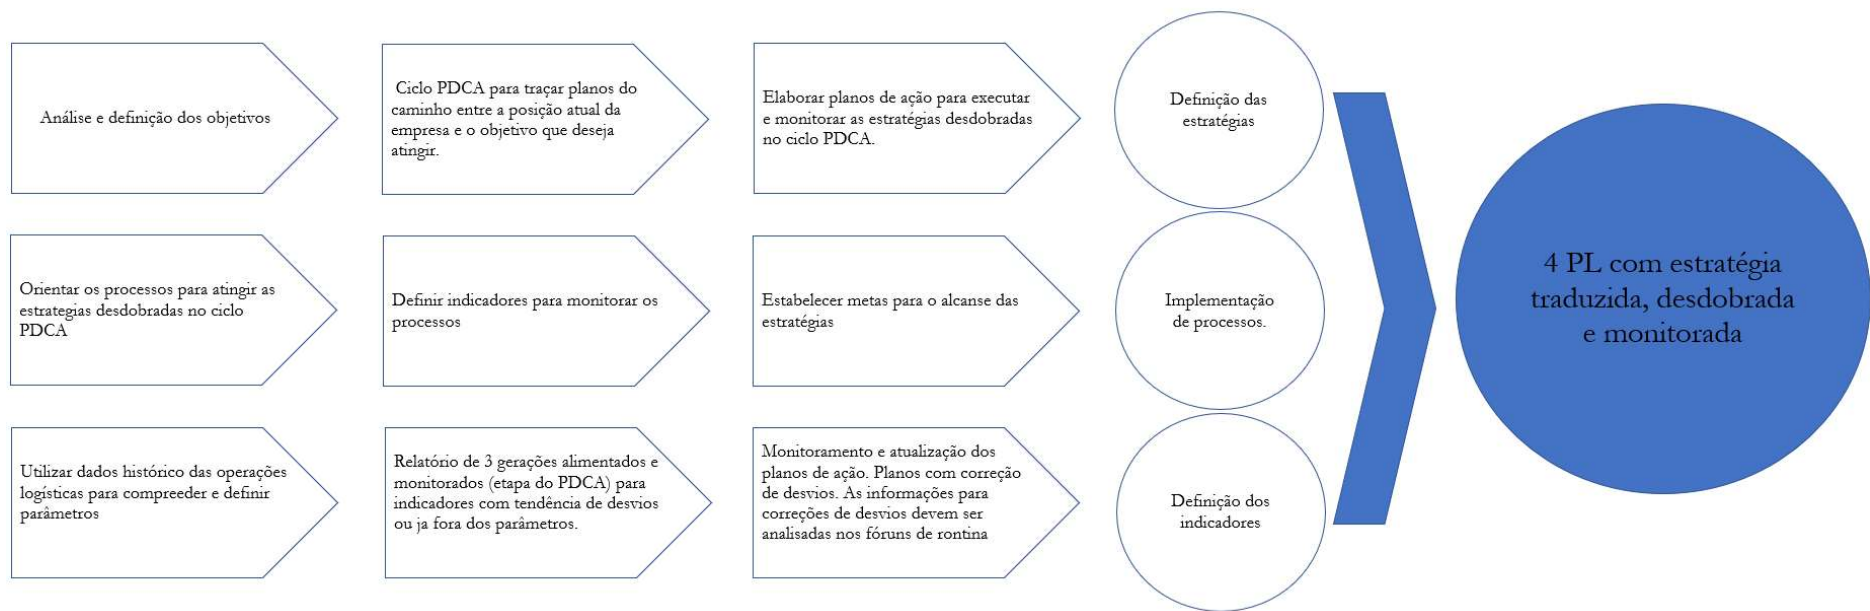 Análise e definição dos objetivos
Ciclo PDCA para traçar planos do
caminho entre a posição atual da
empresa e o objetivo que deseja
atingir.
Elaborar planos de ação para executar
e monitorar as estratégias desdobradas
no ciclo PDCA.
Definição das
estratégias
Orientar os processos para atingir as
estrategias desdobradas no ciclo
PDCA
Definir indicadores para monitorar os
processos
Estabelecer metas para o alcanse das
estratégias
Implementação
de processos.
4 PL com estratégia
traduzida, desdobrada
e monitorada
Utilizar dados histórico das operações
logísticas para compreeder e definir
parâmetros
Relatório de 3 gerações alimentados e
monitorados (etapa do PDCA) para
indicadores com tendência de desvios
ou ja fora dos parâmetros.
Monitoramento e atualização dos
planos de ação. Planos com correção
de desvios. As informações para
correções de desvios devem ser
analisadas nos fóruns de rontina
Definição dos
indicadores